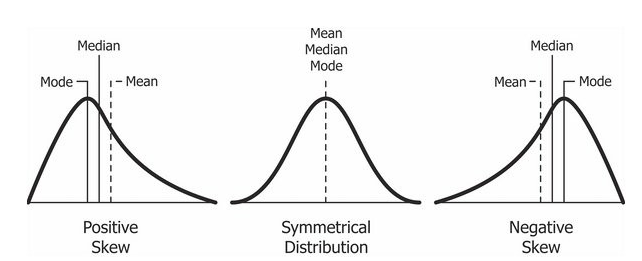 Median
Mode
Mean
Positive
Skew
Mean
Median
Mode
Symmetrical
Distribution
Median
Mean
Mode
Negative
Skew